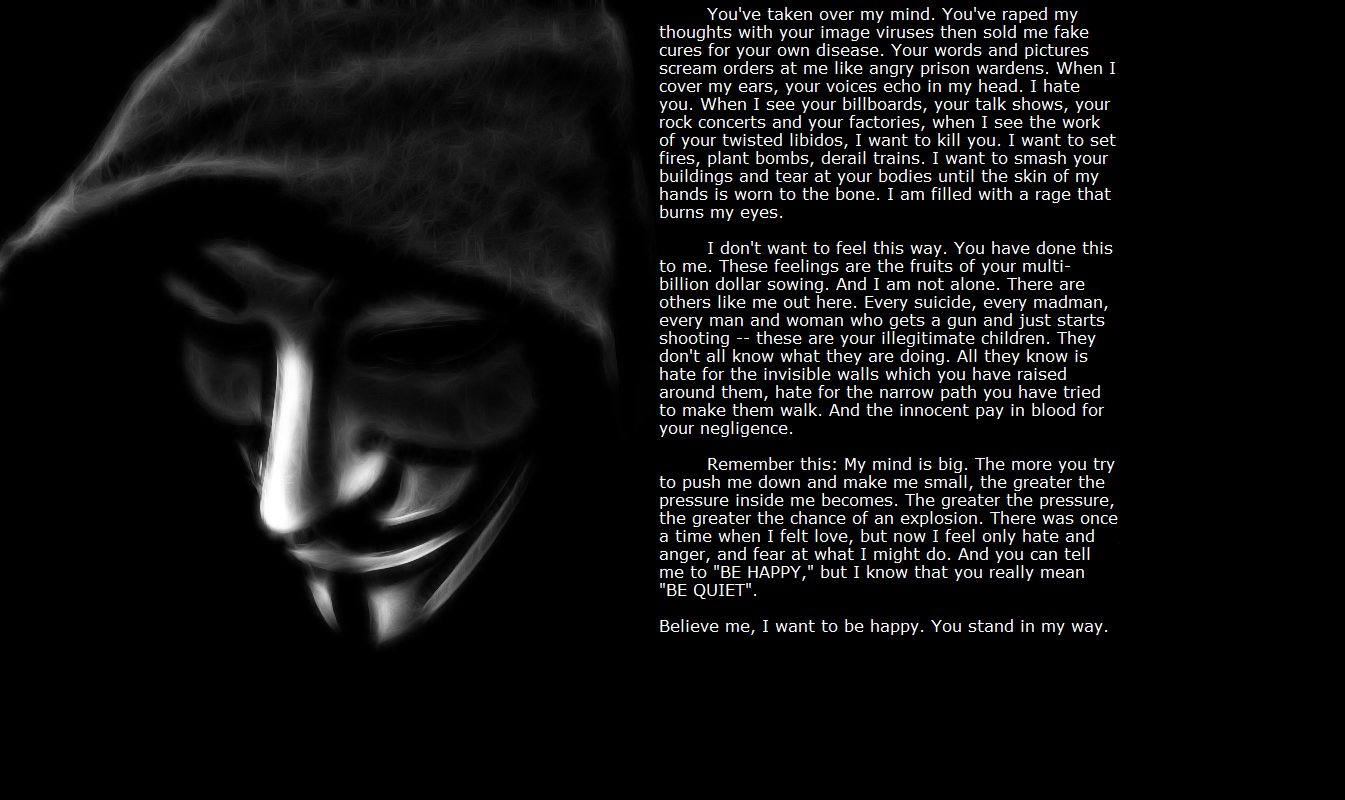 You've taken over my mind. You've raped my
thoughts with your image viruses then sold me fake
cures for your own disease. Your words and pictures
scream orders at me like angry prison wardens. When I
cover my ears, your voices echo in my head. I hate
you. When I see your billboards, your talk shows, your
rock concerts and your factories, when I see the work
of your twisted libidos, I want to kill you. I want to set
fires, plant bombs, derail trains. I want to smash your
buildings and tear at your bodies until the skin of my
hands is worn to the bone. I am filled with a rage that
burns my eyes.
I don't want to feel this way. You have done this
to me. These feelings are the fruits of your multi-
billion dollar sowing. And I am not alone. There are
others like me out here. Every suicide, every madman,
every man and woman who gets a gun and just starts
shooting -- these are your illegitimate children. They
don't all know what they are doing. All they know is
hate for the invisible walls which you have raised
around them, hate for the narrow path you have tried
to make them walk. And the innocent pay in blood for
your negligence.
Remember this: My mind is big. The more you try
to push me down and make me small, the greater the
pressure inside me becomes. The greater the pressure,
the greater the chance of an explosion. There was once
a time when I felt love, but now I feel only hate and
anger, and fear at what I might do. And you can tell
me to "BE HAPPY," but I know that you really mean
"BE QUIET".
Believe me, I want to be happy. You stand in my way.